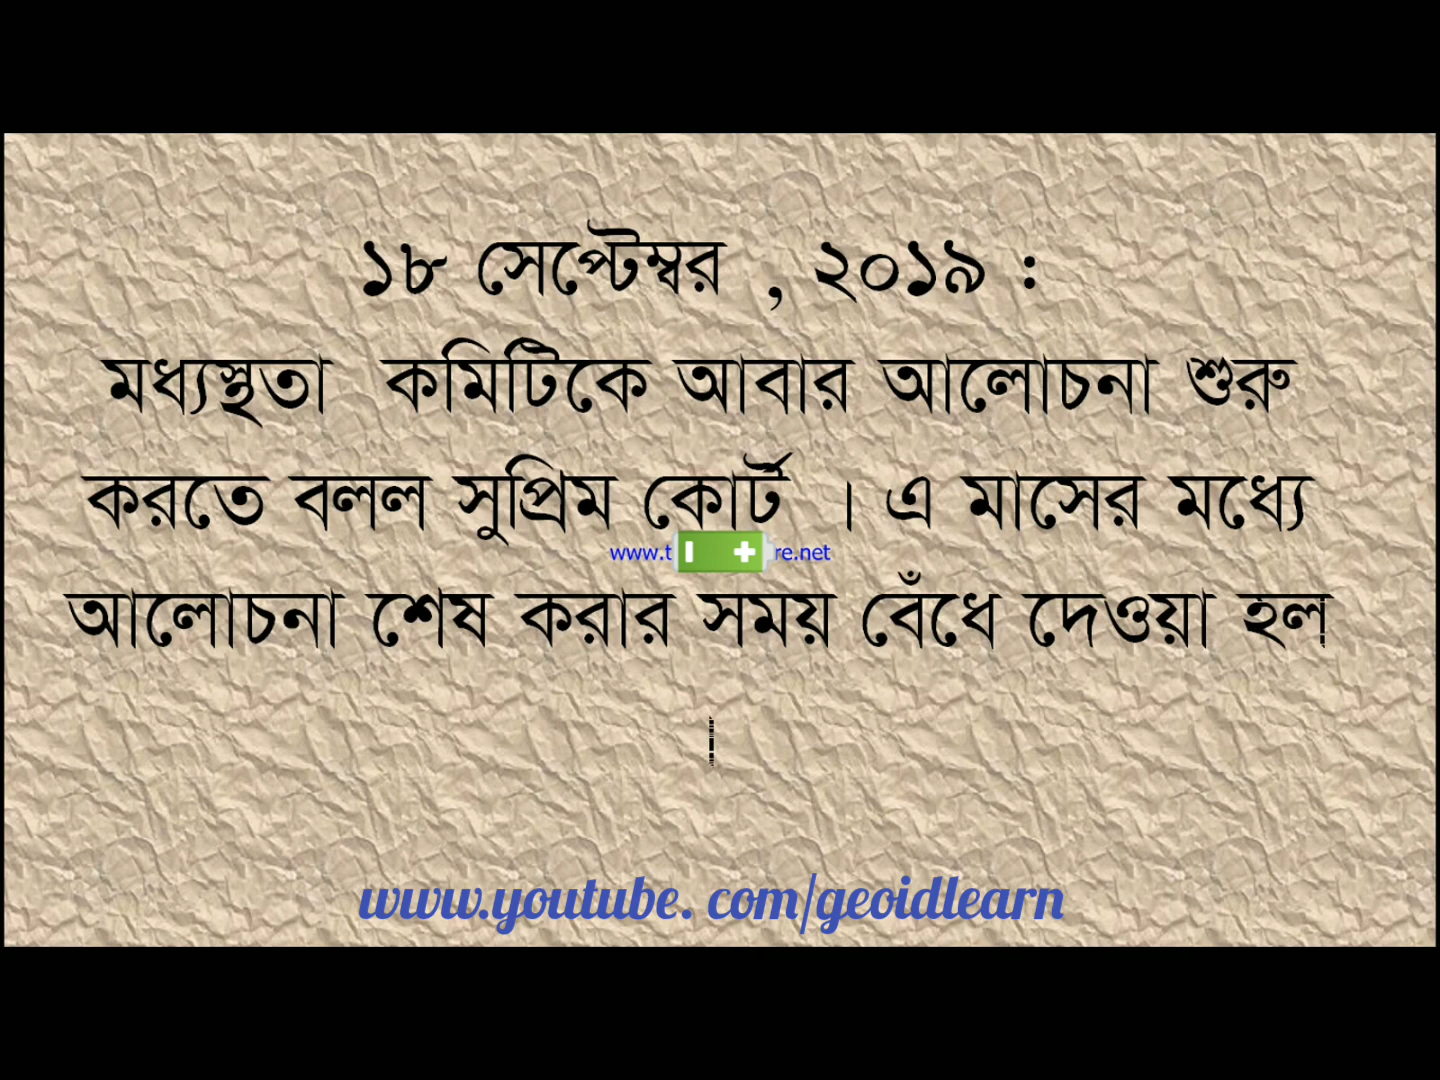 ১৮ সেপ্টেম্বর , ২০১৯ :
মধ্যস্থতা কমিটিকে আবার আলোচনা শুরু
করতে বলল সুপ্রিম কোর্ট । এ মাসের মধ্যে
আলোচনা শেষ করার সময় বেঁধে দেওয়া হল
।
www.youtube. com/geoidlearn